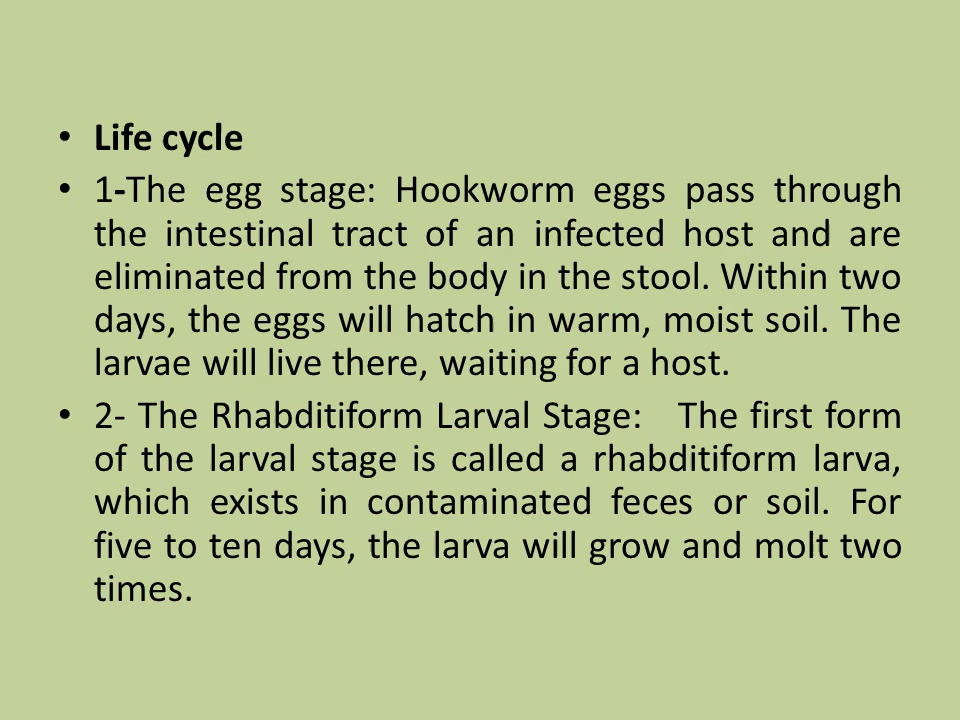 • Life cycle
• 1-The egg stage: Hookworm eggs pass through
the intestinal tract of an infected host and are
eliminated from the body in the stool. Within two
days, the eggs will hatch in warm, moist soil. The
larvae will live there, waiting for a host.
• 2- The Rhabditiform Larval Stage: The first form
of the larval stage is called a rhabditiform larva,
which exists in contaminated feces or soil. For
five to ten days, the larva will grow and molt two
times.